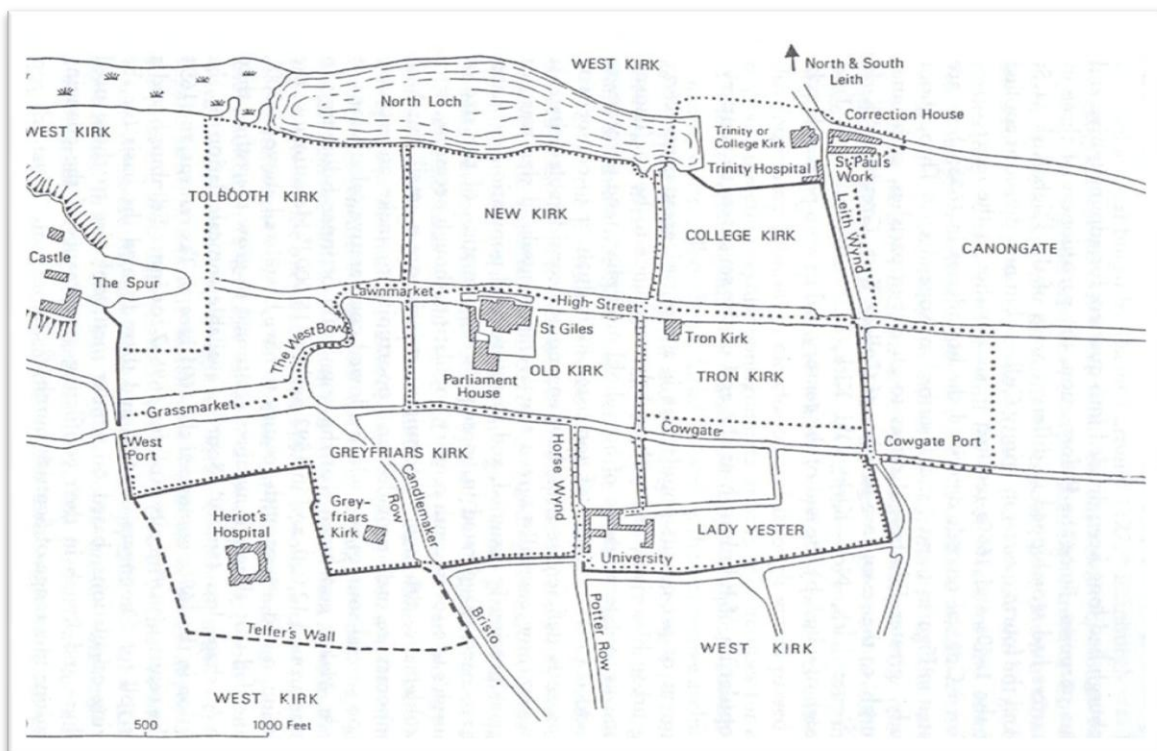 WEST KIRK
North & South
Leith
North Loch
Correction House
WEST KIRK
Trinity or
College Kirk
St Paul's
Work
Trinity Hospital
TOLBOOTH KIRK
NEW KIRK
COLLEGE KIRK
Leith Wynd
CANONGATE
Castle
The Spur
Lawnmarket
High Street
The West Bow
St Giles
Tron Kirk
OLD KIRK
TRON KIRK
Parliament
House
Grassmarket
Cowgate
Cowgate Port
West
Port
GREYFRIARS KIRK
Candlemaker
Row
Horse Wynd
Grey-
friars
Kirk
Heriot's
Hospital
LADY YESTER
University
Telfer's Wall
Bristo
Potter Row
WEST KIRK
WEST KIRK
500
1000 Feet